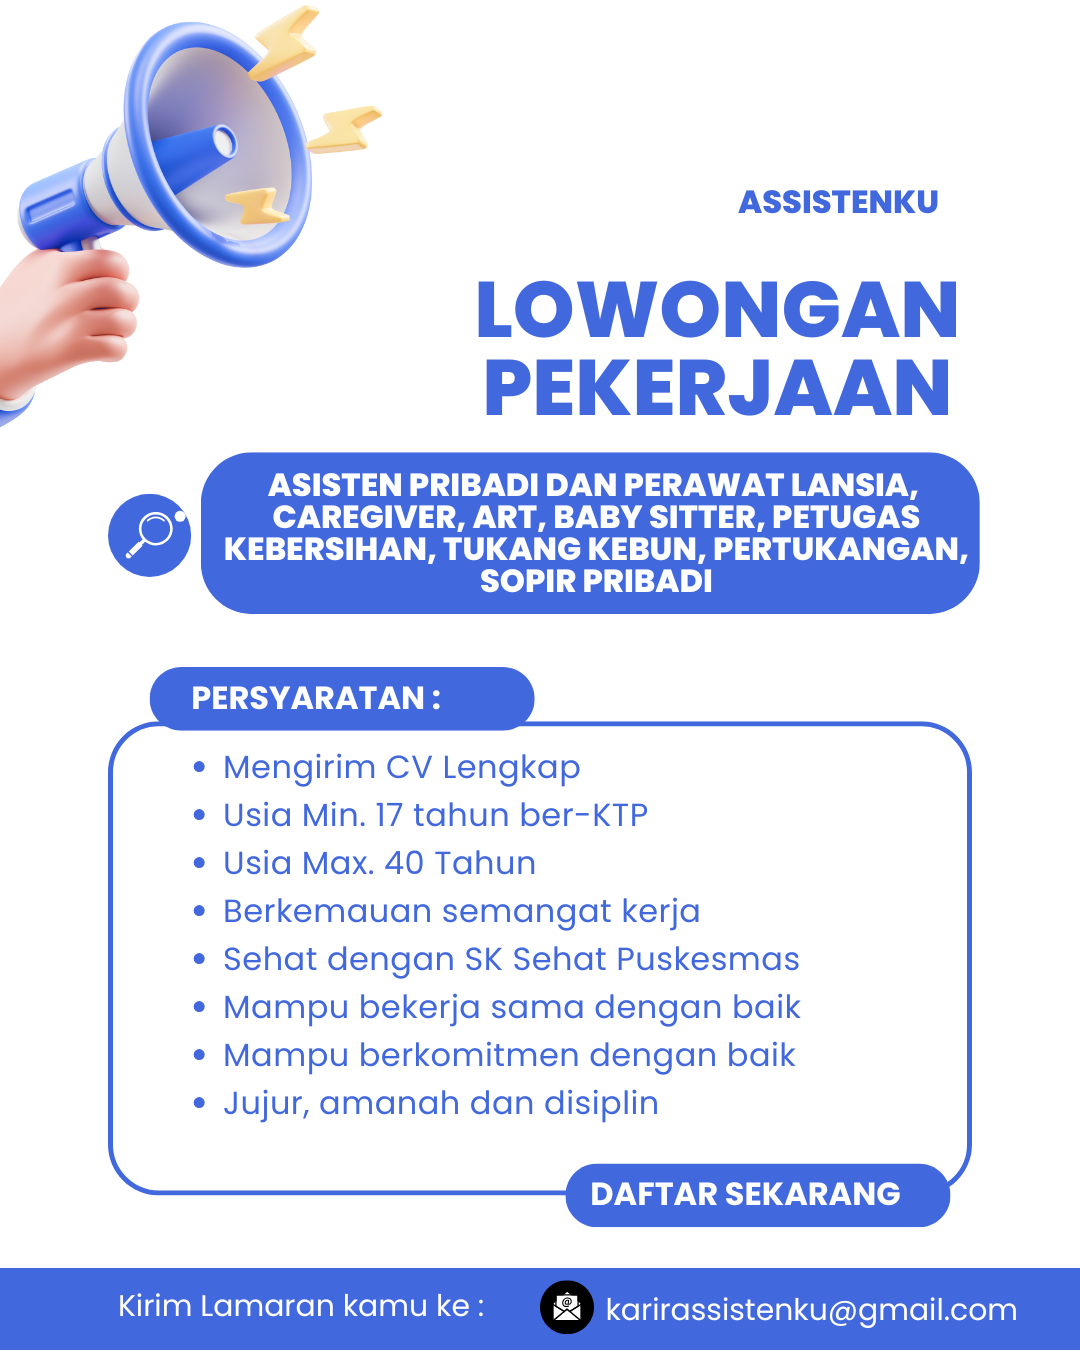 ASSISTENKU
LOWONGAN
PEKERJAAN
ASISTEN PRIBADI DAN PERAWAT LANSIA,
CAREGIVER, ART, BABY SITTER, PETUGAS
KEBERSIHAN, TUKANG KEBUN, PERTUKANGAN,
SOPIR PRIBADI
PERSYARATAN :
• Mengirim CV Lengkap
• Usia Min. 17 tahun ber-KTP
• Usia Max. 40 Tahun
• Berkemauan semangat kerja
• Sehat dengan SK Sehat Puskesmas
• Mampu bekerja sama dengan baik
• Mampu berkomitmen dengan baik
• Jujur, amanah dan disiplin
DAFTAR SEKARANG
Kirim Lamaran kamu ke :
@
karirassistenku@gmail.com